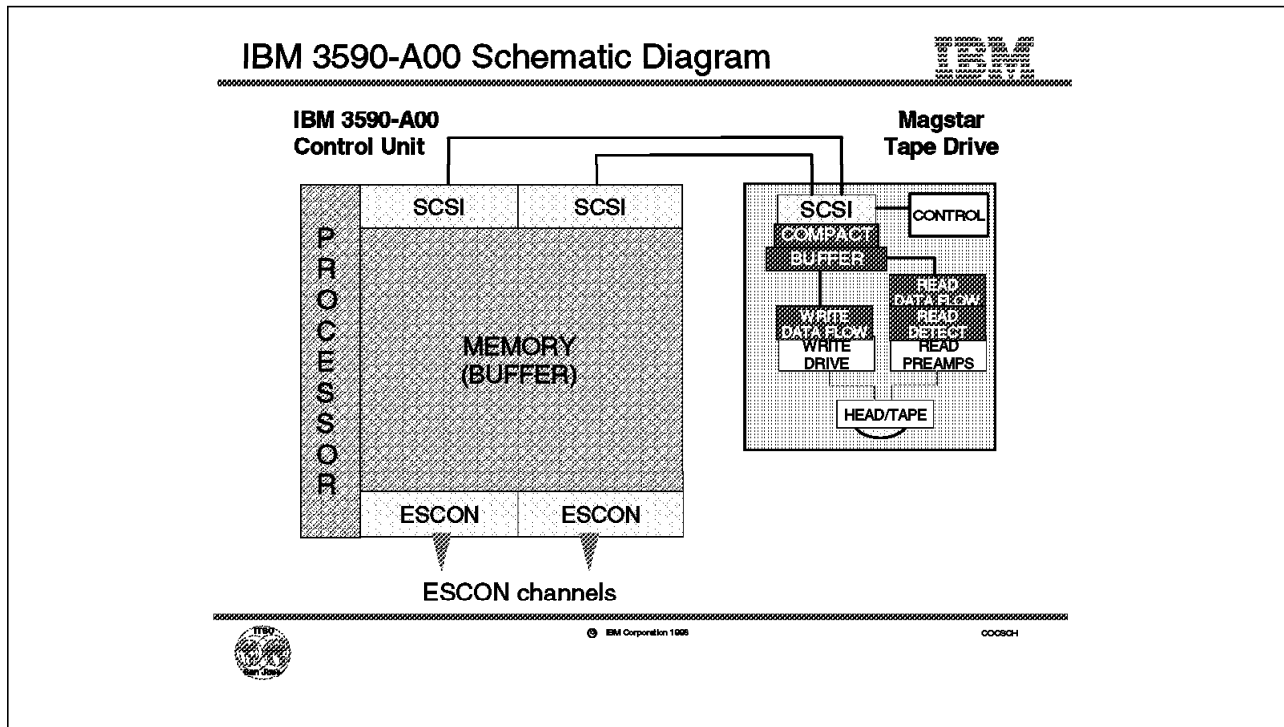 IBM 3590-A00 Schematic Diagram
IBM
IBM 3590-A00
Control Unit
Magstar
Tape Drive
PROCESSOR
SCSI
SCSI
MEMORY
(BUFFER)
ESCON
ESCON
ESCON channels
SCSI
CONTROL
COMPACT
BUFFER
READ
DATA FLOW
READ
DETECT
READ
PREAMPS
WRITE
DATA FLOW
WRITE
DRIVE
HEAD/TAPE
ITSO
San Jose
© IBM Corporation 1996